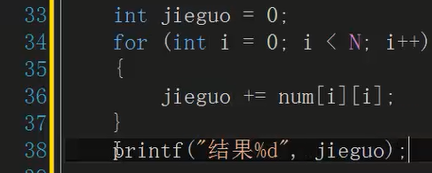 33 int jieguo = 0;
34 for (int i = 0; i < N; i++)
35 {
36 jieguo += num[i][i];
37 }
38 printf("结果%d", jieguo);